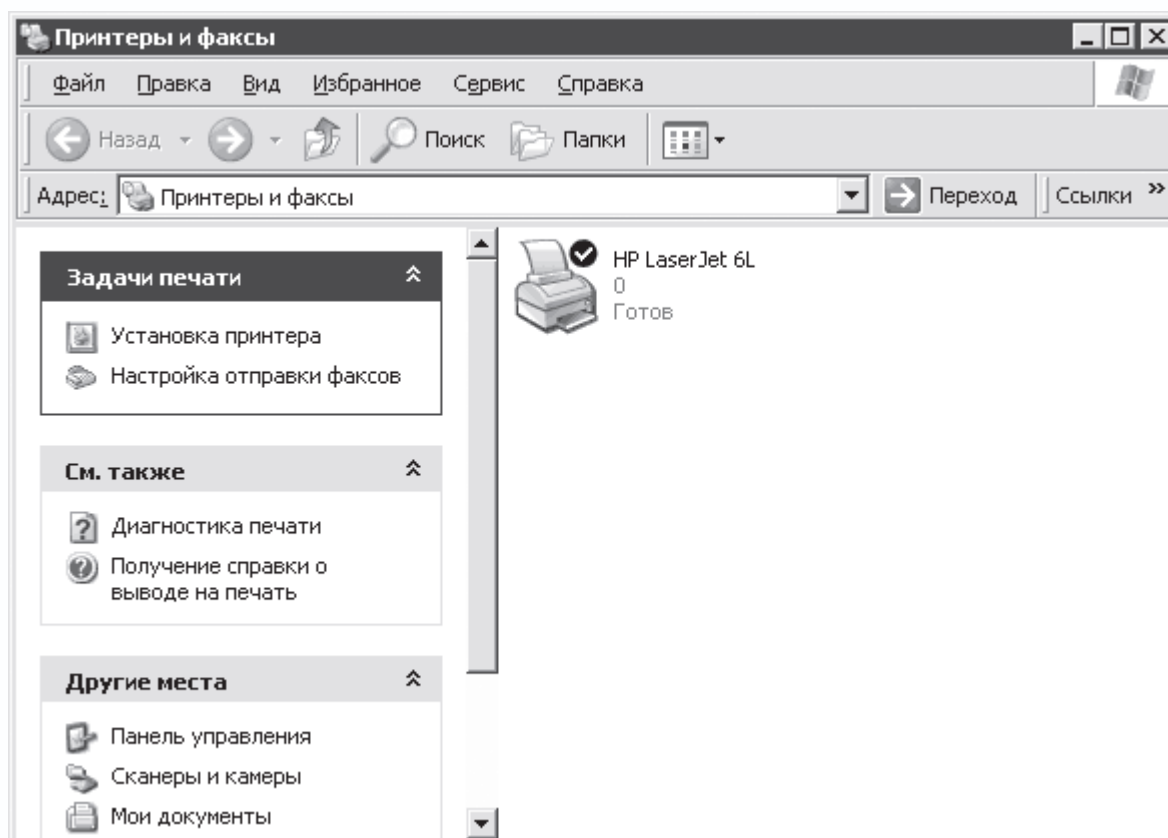 Принтеры и факсы
Файл Правка Вид Избранное Сервис Справка
Назад Поиск Папки
Адрес: Принтеры и факсы Переход Ссылки »
Задачи печати
Установка принтера
Настройка отправки факсов
См. также
Диагностика печати
Получение справки о
выводе на печать
Другие места
Панель управления
Сканеры и камеры
Мои документы
HP LaserJet 6L
0
Готов